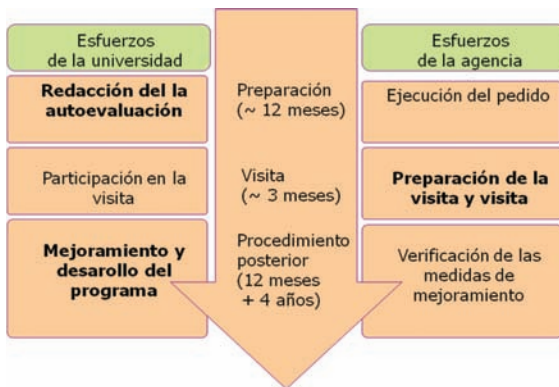 Esfuerzos
de la universidad
Esfuerzos
de la agencia
Redacción del la
autoevaluación
Preparación
(~ 12 meses)
Ejecución del pedido
Participación en la
visita
Visita
(~ 3 meses)
Preparación de la
visita y visita
Mejoramiento y
desarollo del
programa
Procedimiento
posterior
(12 meses
+ 4 años)
Verificación de las
medidas de
mejoramiento